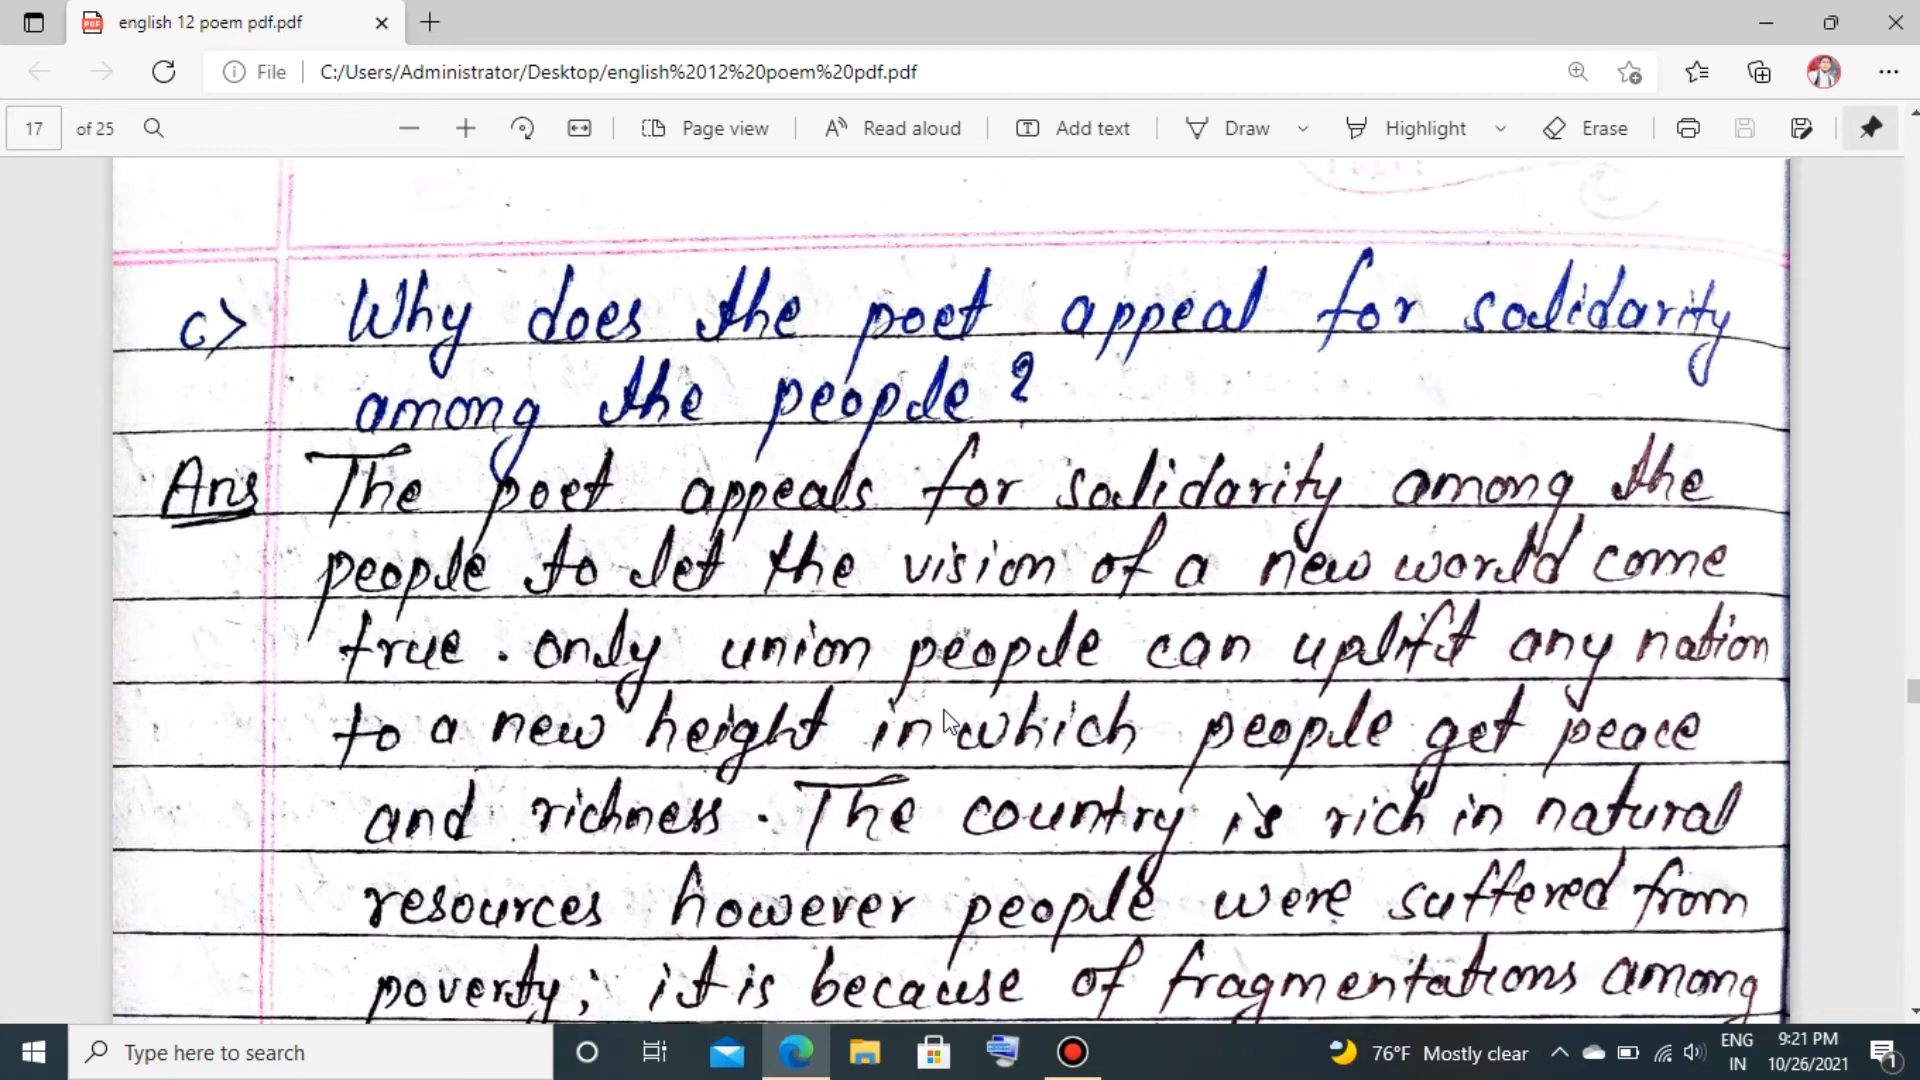 english 12 poem pdf.pdf
File C:/Users/Administrator/Desktop/english%2012%20poem%20pdf.pdf
17 of 25 Page view Read aloud Add text Draw Highlight Erase
c> Why does the poet appeal for solidarity
among the people?
Ans The poet appeals for solidarity among the
people to let the vision of a new world come
true. only union people can uplift any nation
to a new height in which people get peace
and richness. The country is rich in natural
resources however people were suffered from
poverty; it is because of fragmentations among
Type here to search 76°F Mostly clear ENG 9:21 PM
IN 10/26/2021 1